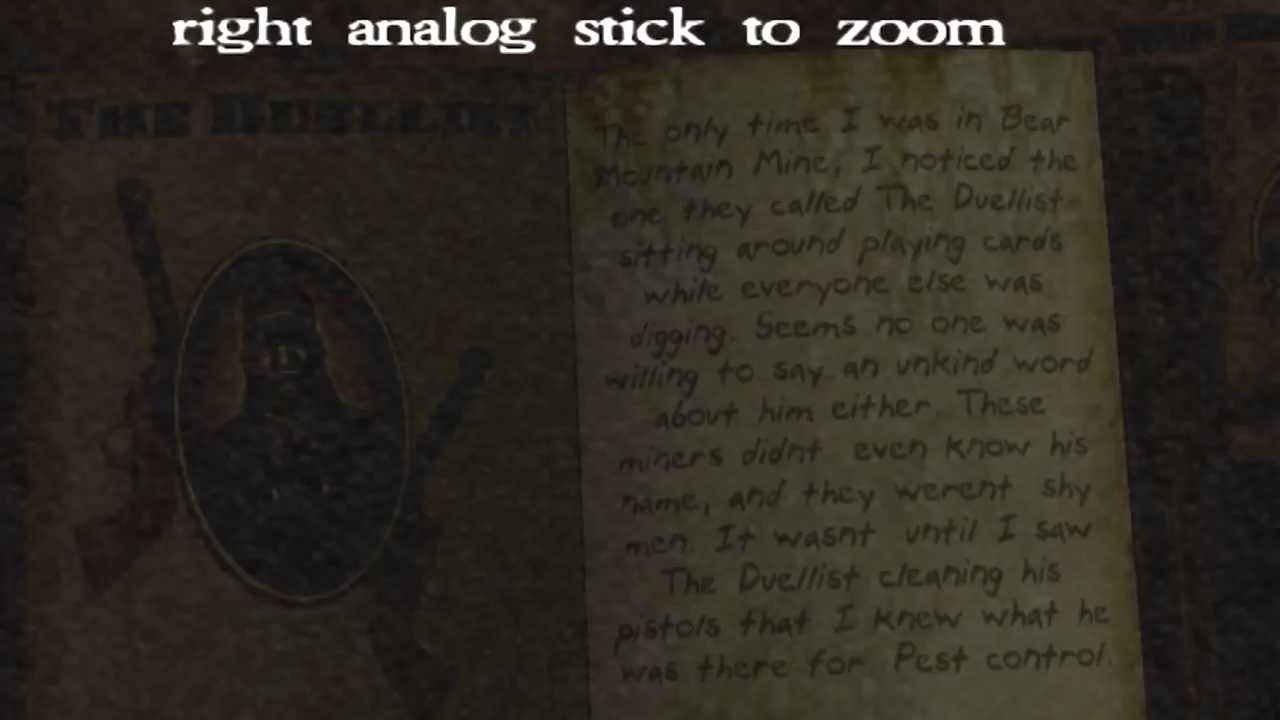 right analog stick to zoom
THE DUELLIST
The only time I was in Bear
Mountain Mine, I noticed the
one they called The Duellist
sitting around playing cards
while everyone else was
digging. Seems no one was
willing to say an unkind word
about him either. These
miners didnt even know his
name, and they werent shy
men. It wasnt until I saw
The Duellist cleaning his
pistols that I knew what he
was there for. Pest control.